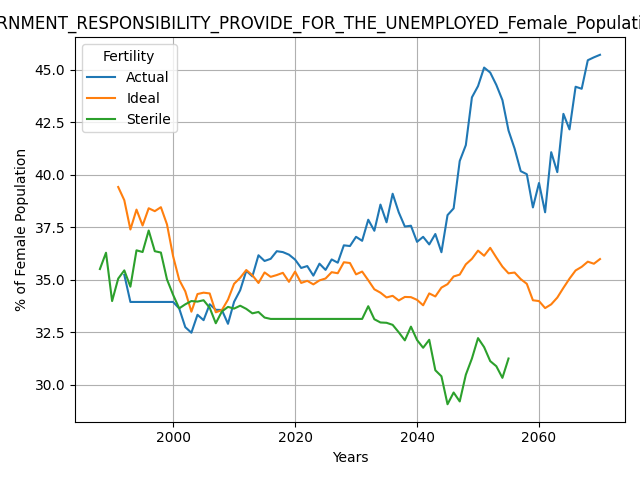 RNMENT_RESPONSIBILITY_PROVIDE_FOR_THE_UNEMPLOYED_Female_Populati
Fertility
Actual
Ideal
Sterile
45.0
42.5
40.0
37.5
35.0
32.5
30.0
% of Female Population
2000
2020
2040
2060
Years